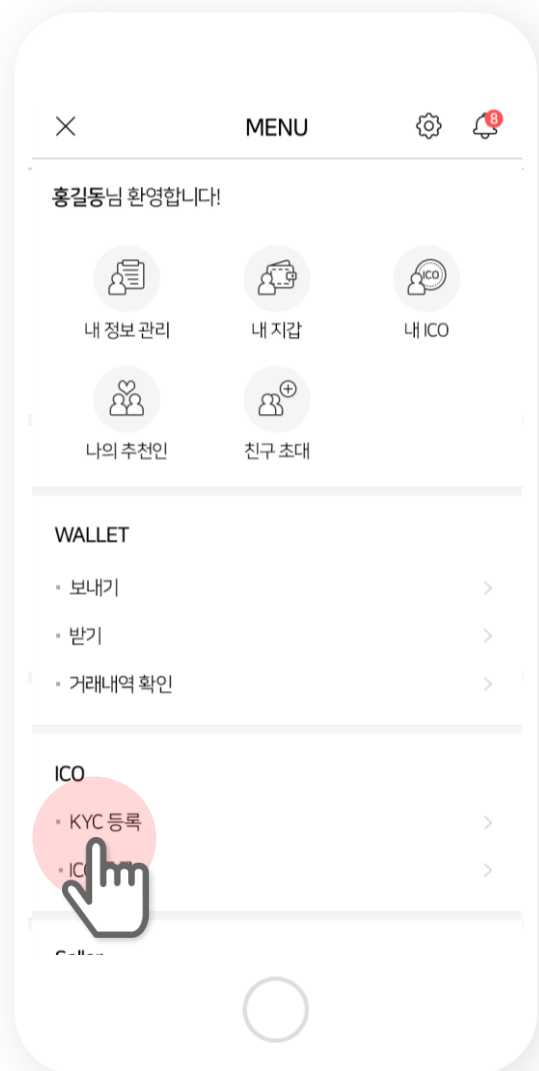 MENU
8
홍길동님 환영합니다!
ICO
내 정보 관리
내 지갑
내 ICO
나의 추천인
친구 초대
WALLET
보내기
받기
거래내역 확인
ICO
KYC 등록